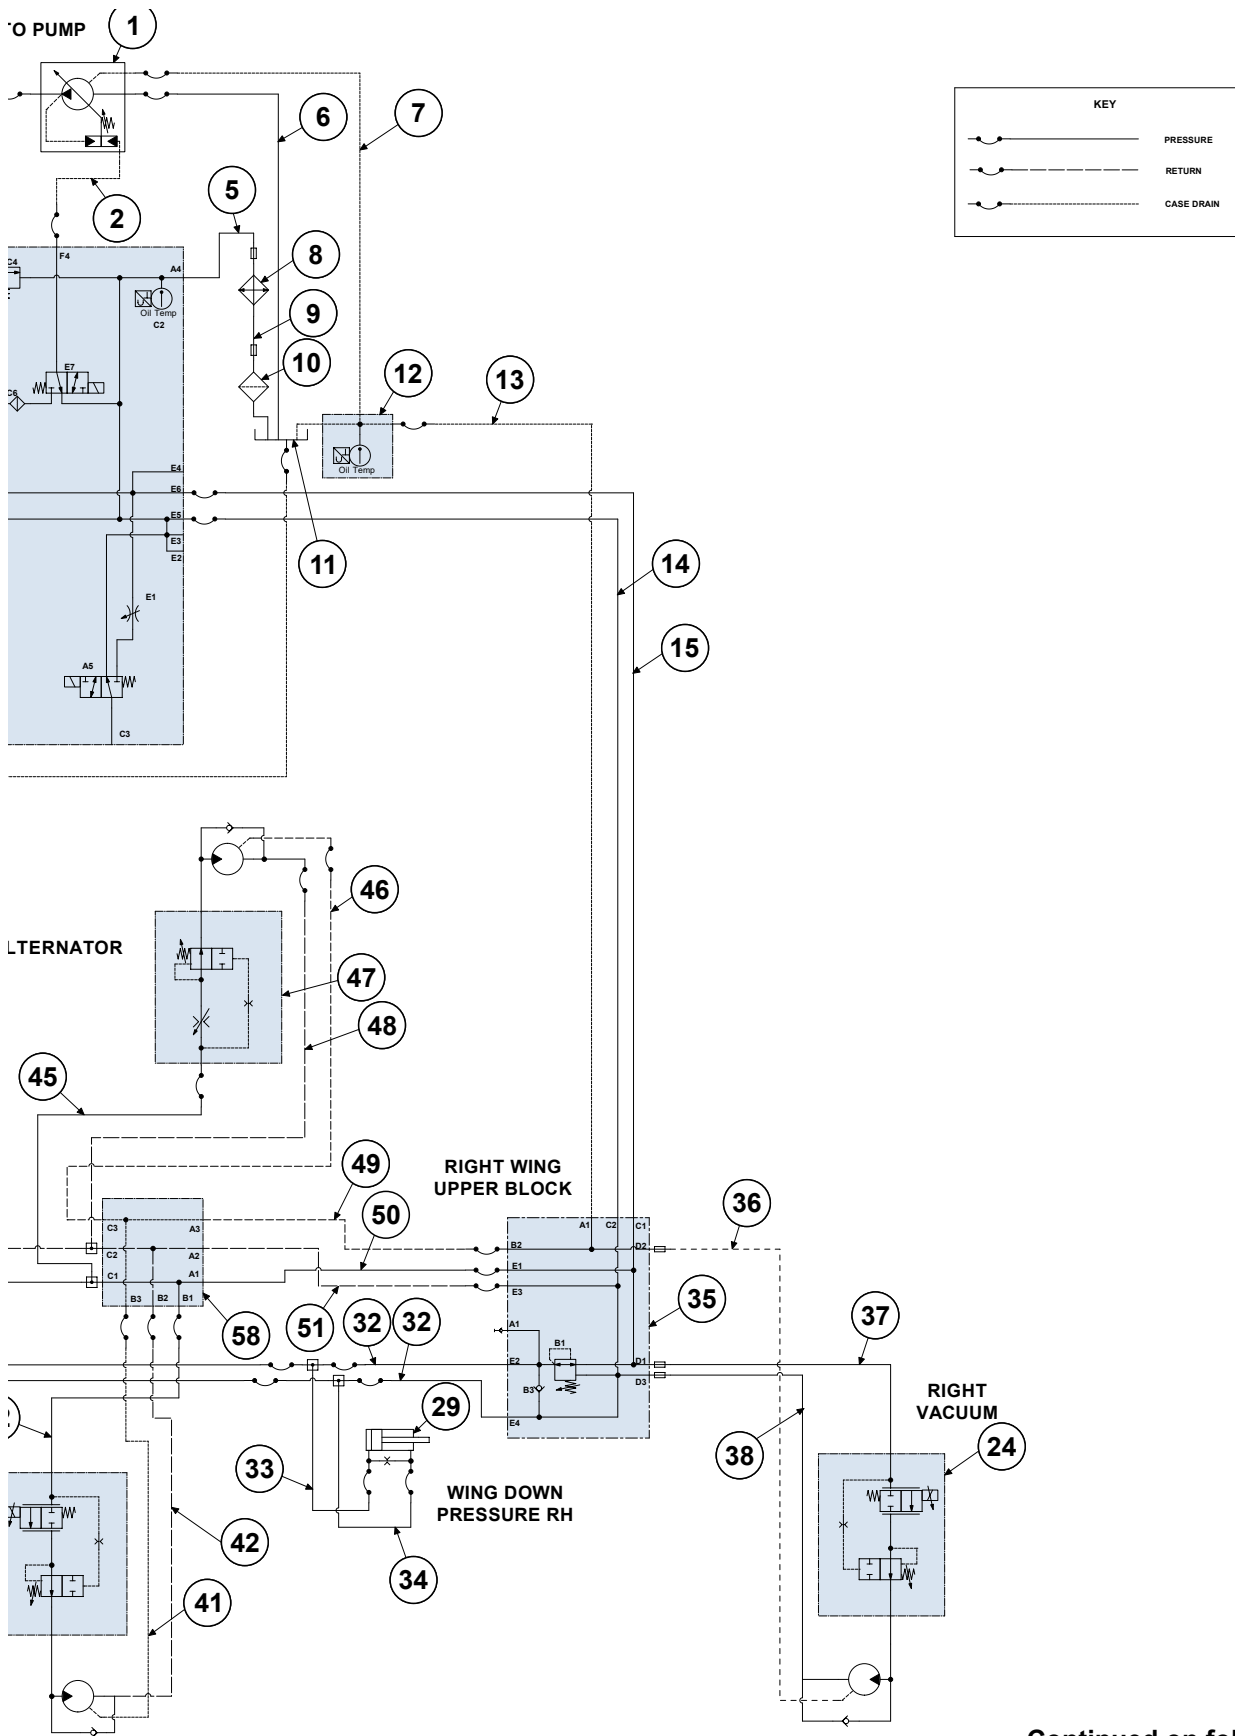 TO PUMP
1
KEY
PRESSURE
RETURN
CASE DRAIN
6
7
5
2
F4
C4
A4
8
Oil Temp
C2
9
10
12
13
E7
C6
Oil Temp
E4
E6
E5
E3
E2
11
14
E1
15
A5
C3
46
LTERNATOR
47
48
45
49
RIGHT WING
UPPER BLOCK
50
36
C3
A3
A1
C2
C1
C2
A2
B2
D2
C1
A1
E1
B3
B2
B1
E3
58
51
32
32
35
37
A1
B1
E2
D1
B3
D3
E4
RIGHT
VACUUM
29
24
33
38
WING DOWN
PRESSURE RH
42
34
41